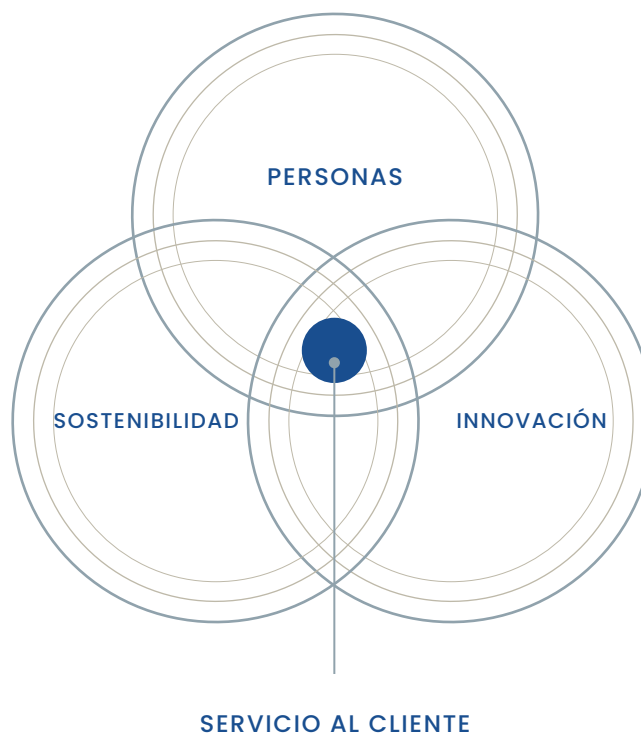 PERSONAS
SOSTENIBILIDAD
INNOVACIÓN
SERVICIO AL CLIENTE